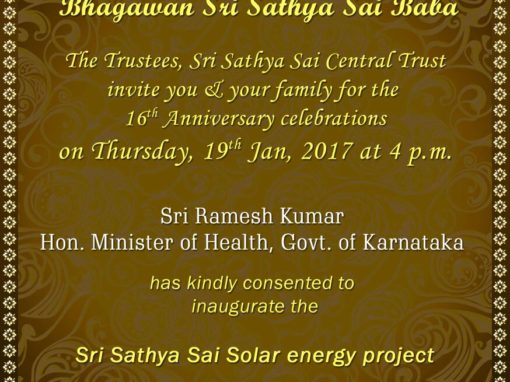 Bhagawan Sri Sathya Sai Baba
The Trustees, Sri Sathya Sai Central Trust
invite you & your family for the
16th Anniversary celebrations
on Thursday, 19th Jan, 2017 at 4 p.m.
Sri Ramesh Kumar
Hon. Minister of Health, Govt. of Karnataka
has kindly consented to
inaugurate the
Sri Sathya Sai Solar energy project